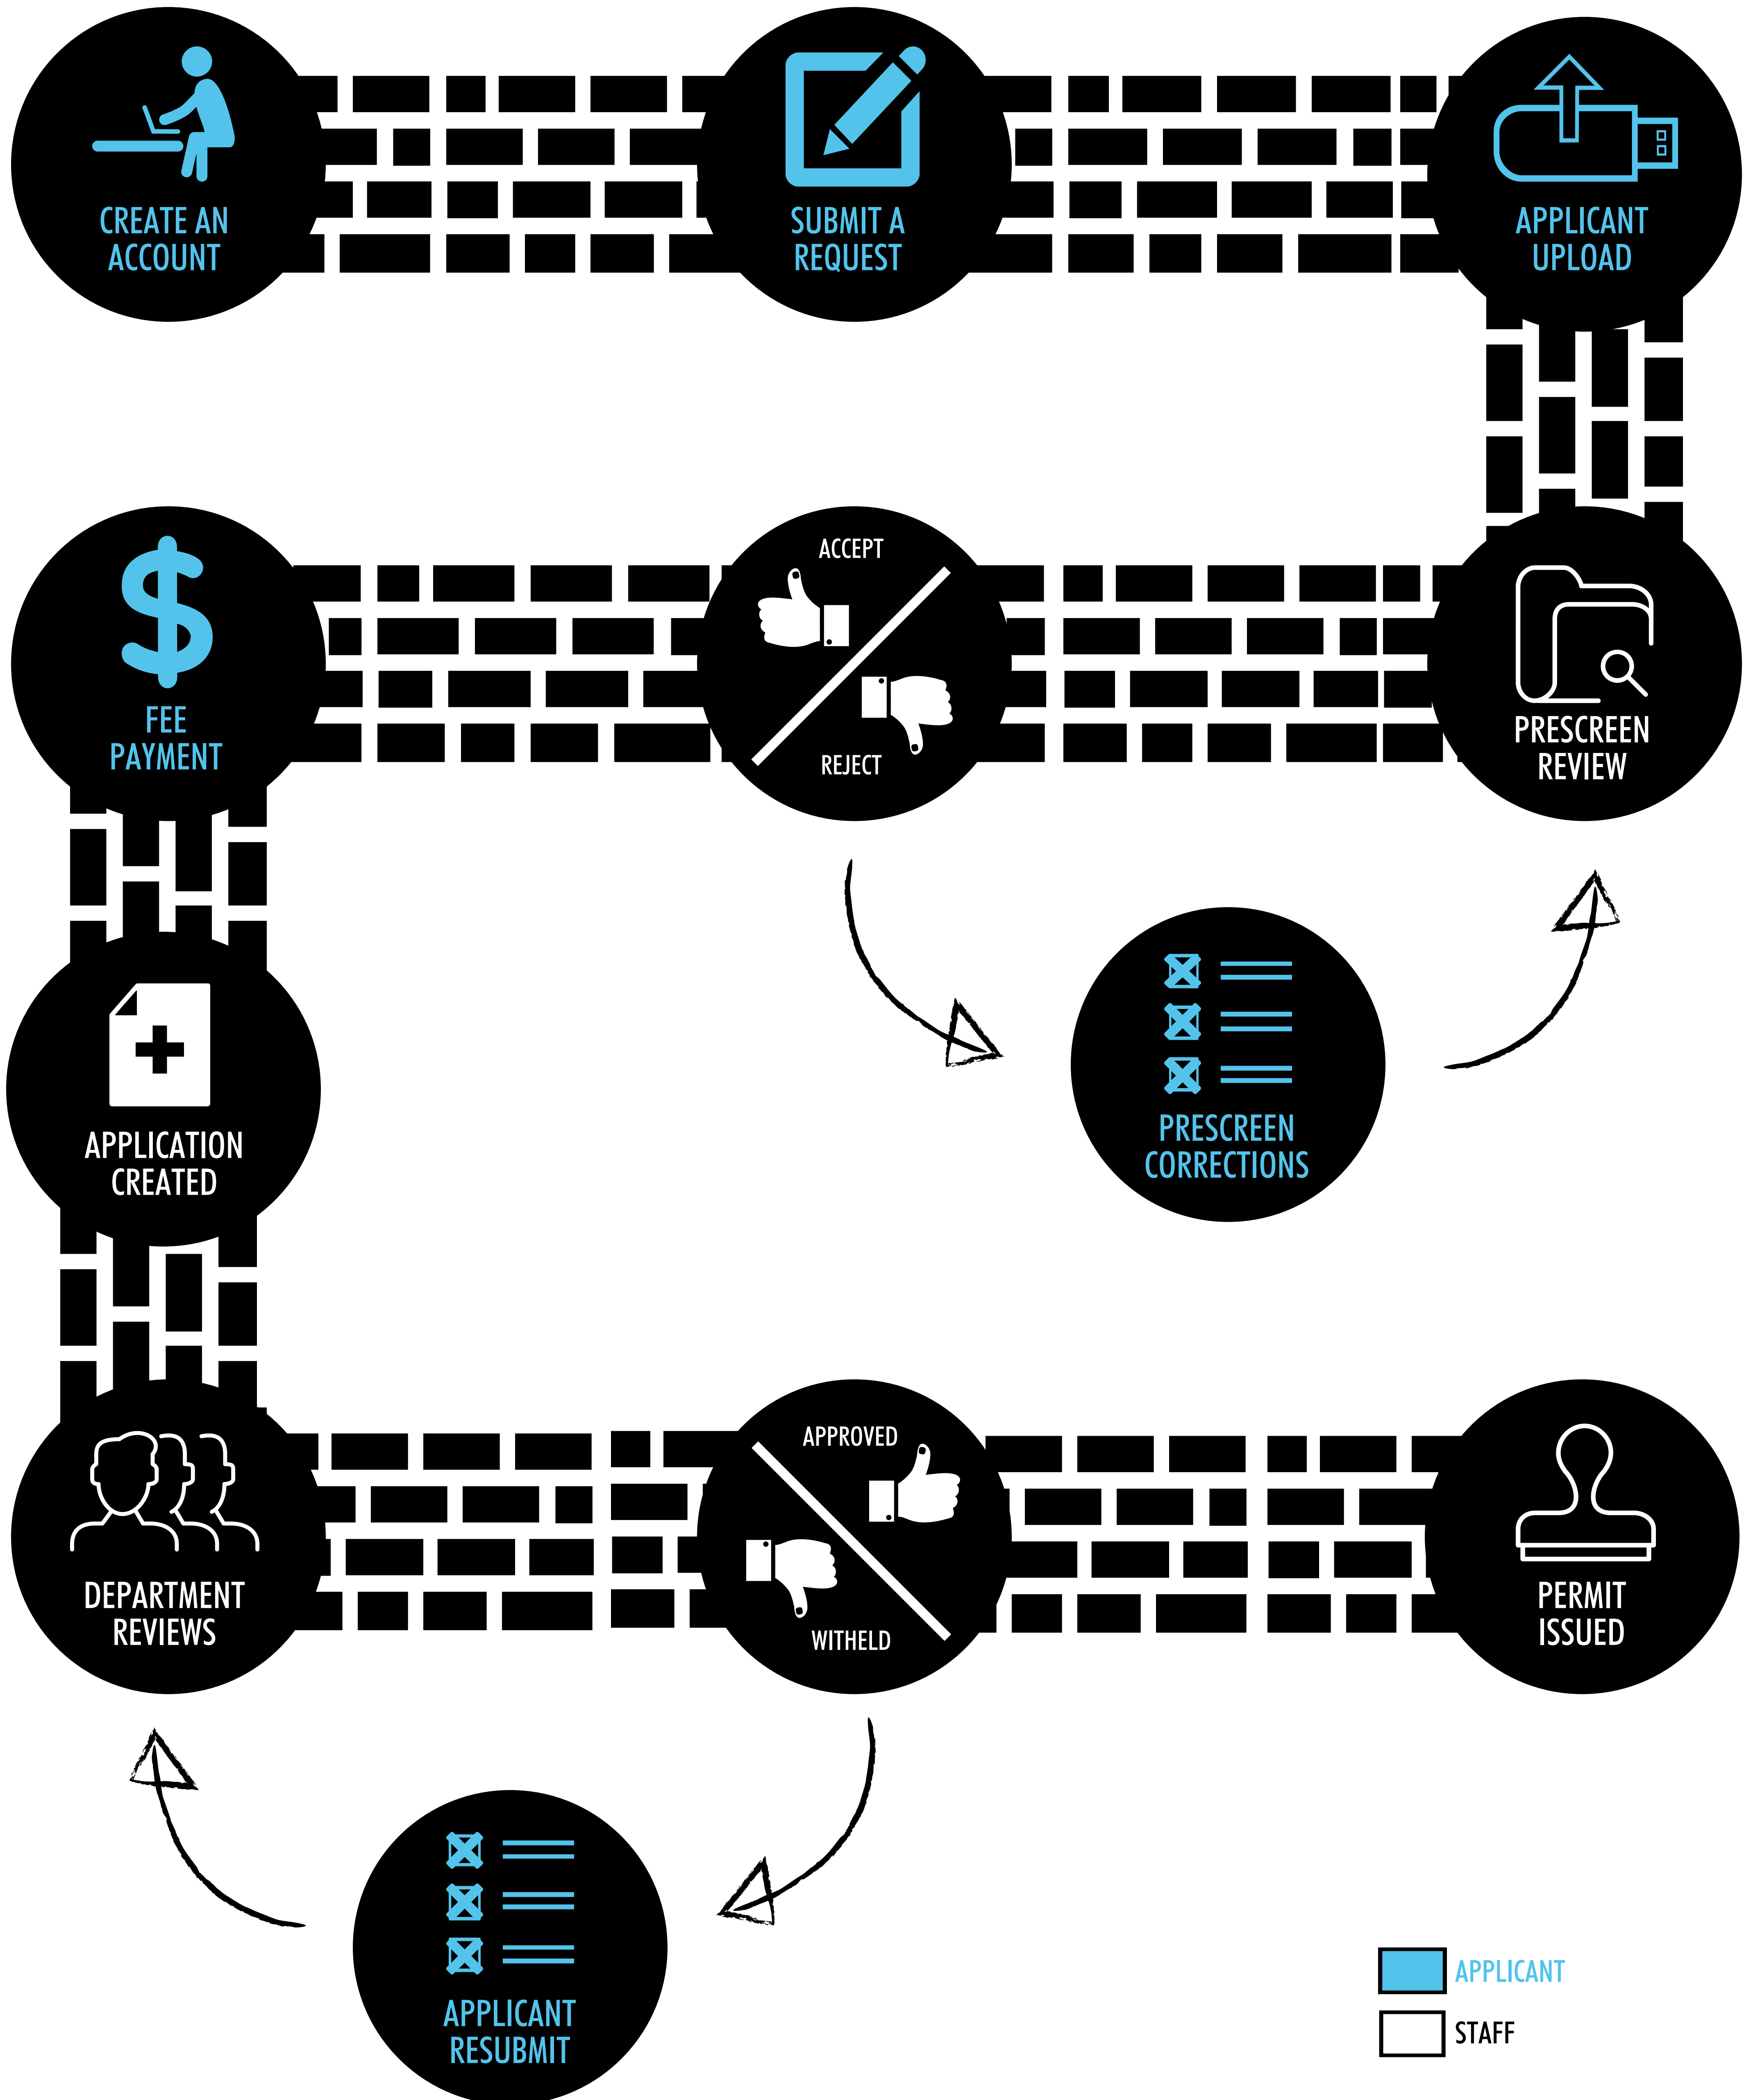 CREATE AN
ACCOUNT
SUBMIT A
REQUEST
APPLICANT
UPLOAD
PRESCREEN
REVIEW
ACCEPT
REJECT
FEE
PAYMENT
PRESCREEN
CORRECTIONS
APPLICATION
CREATED
DEPARTMENT
REVIEWS
APPROVED
WITHELD
PERMIT
ISSUED
APPLICANT
RESUBMIT
APPLICANT
STAFF